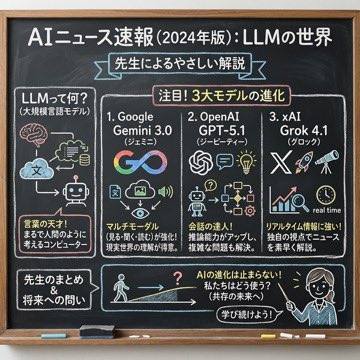 AIニュース速報(2024年版):LLMの世界
先生によるやさしい解説
LLMって何?
(大規模言語モデル)
言葉の天才!
まるで人間のように
考えるコンピューター
注目! 3大モデルの進化
1. Google
Gemini 3.0
(ジェミニ)
マルチモーダル
(見る・聞く・読む)が強化!
現実世界の理解が得意。
2. OpenAI
GPT-5.1
(ジーピーティー)
会話の達人!
推論能力がアップし、
複雑な問題も解決。
3. xAI
Grok 4.1
(グロック)
X
real time
リアルタイム情報に強い!
独自の視点でニュース
を素早く解説。
先生のまとめ
&
将来への問い
AIの進化は止まらない!
私たちはどう使う?
(共存の未来へ)
学び続けよう!